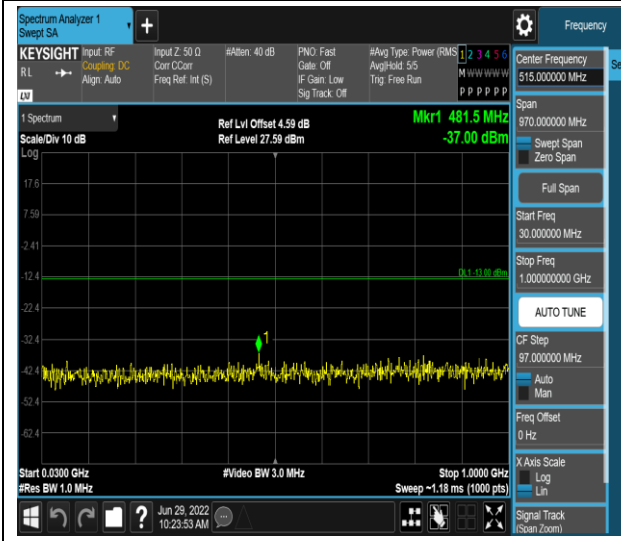 Spectrum Analyzer 1
Swept SA
+
Frequency
KEYSIGHT
RL
LXI
Input: RF
Coupling: DC
Align: Auto
Input Z: 50 Ω
Corr CCorr
Freq Ref: Int (S)
#Atten: 40 dB
PNO: Fast
Gate: Off
IF Gain: Low
Sig Track: Off
#Avg Type: Power (RMS
Avg|Hold: 5/5
Trig: Free Run
1 2 3 4 5 6
M W W W W W
P P P P P P
1 Spectrum
Scale/Div 10 dB
Log
Ref Lvl Offset 4.59 dB
Ref Level 27.59 dBm
Mkr1 481.5 MHz
-37.00 dBm
17.6
7.59
-2.41
-12.4
-22.4
-32.4
-42.4
-52.4
-62.4
DL1 -13.00 dBm
1
Start 0.0300 GHz
#Res BW 1.0 MHz
#Video BW 3.0 MHz
Stop 1.0000 GHz
Sweep ~1.18 ms (1000 pts)
?
Jun 29, 2022
10:23:53 AM
Center Frequency
515.000000 MHz
Span
970.000000 MHz
Swept Span
Zero Span
Full Span
Start Freq
30.000000 MHz
Stop Freq
1.000000000 GHz
AUTO TUNE
CF Step
97.000000 MHz
Auto
Man
Freq Offset
0 Hz
X Axis Scale
Log
Lin
Signal Track
(Span Zoom)
Se